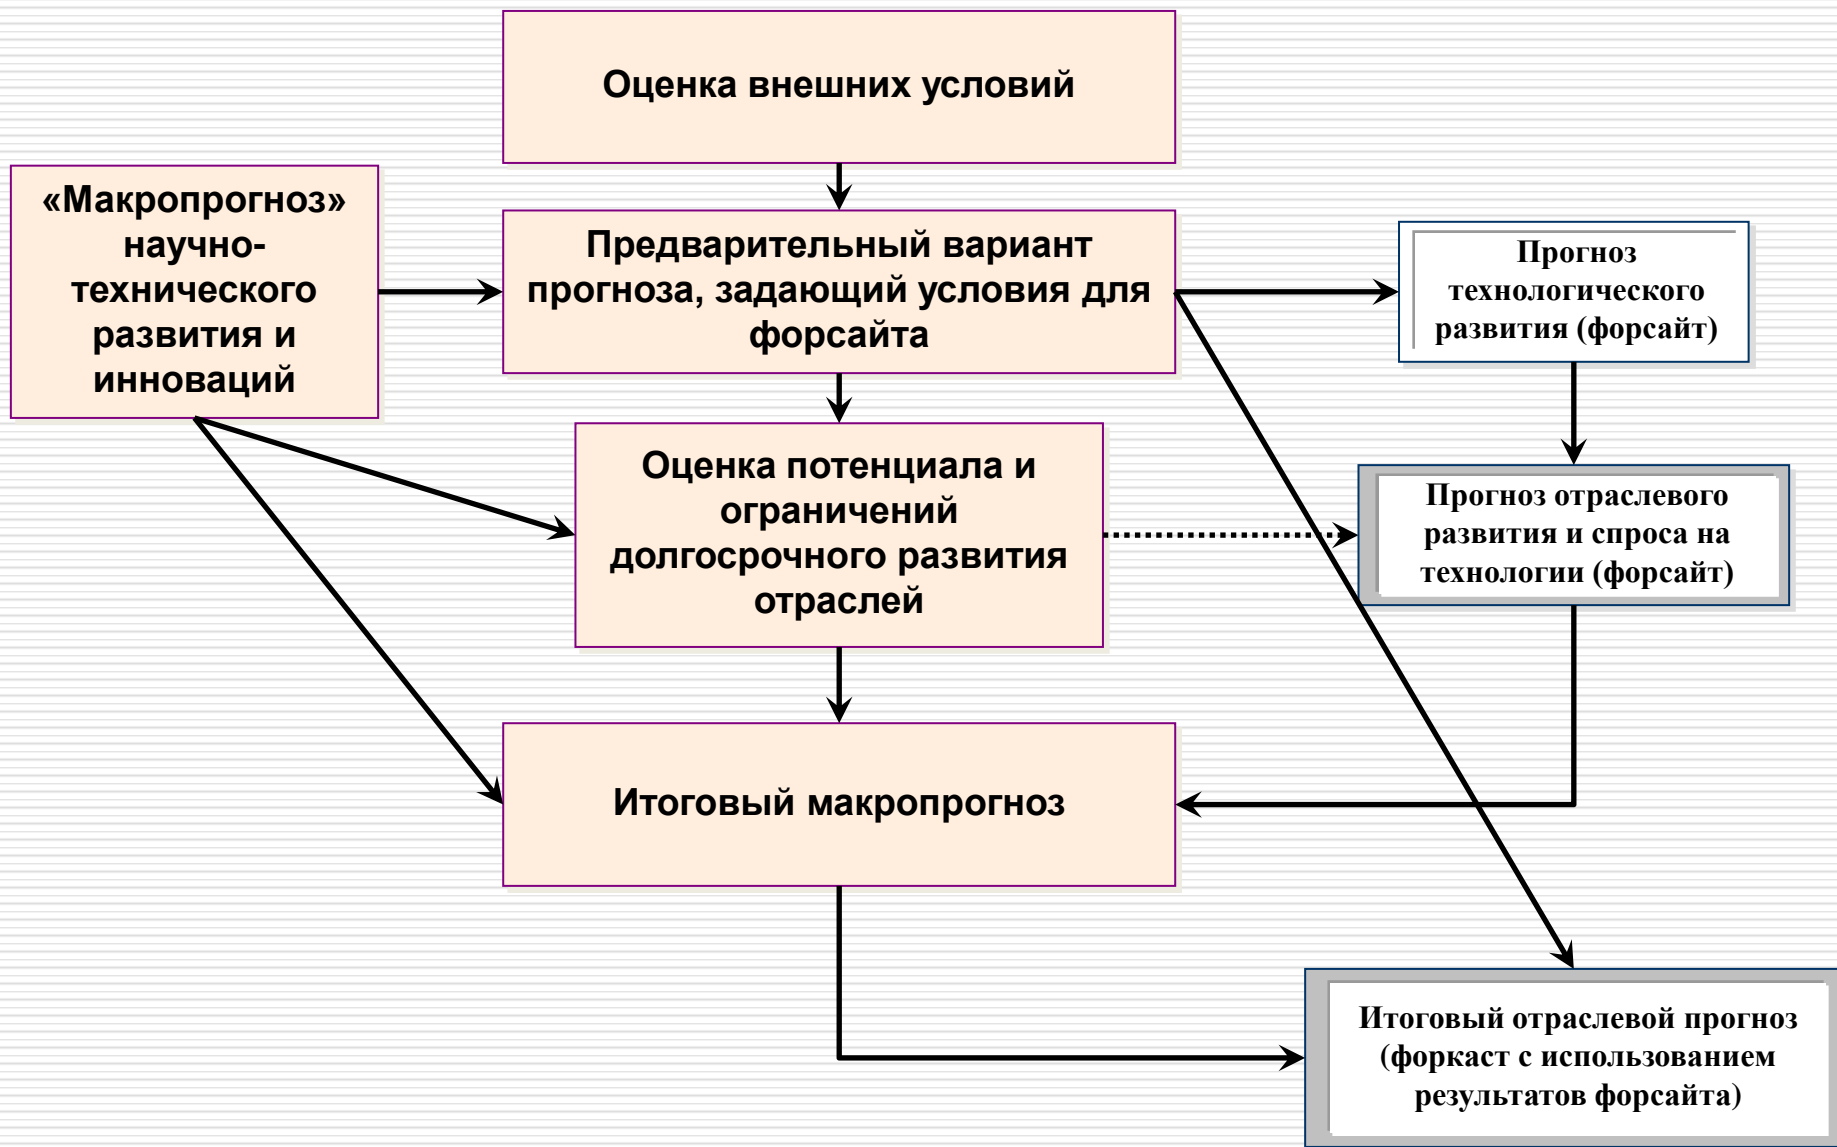 Оценка внешних условий
«Макропрогноз»
научно-
технического
развития и
инноваций
Предварительный вариант
прогноза, задающий условия для
форсайта
Прогноз
технологического
развития (форсайт)
Оценка потенциала и
ограничений
долгосрочного развития
отраслей
Прогноз отраслевого
развития и спроса на
технологии (форсайт)
Итоговый макропрогноз
Итоговый отраслевой прогноз
(форкаст с использованием
результатов форсайта)